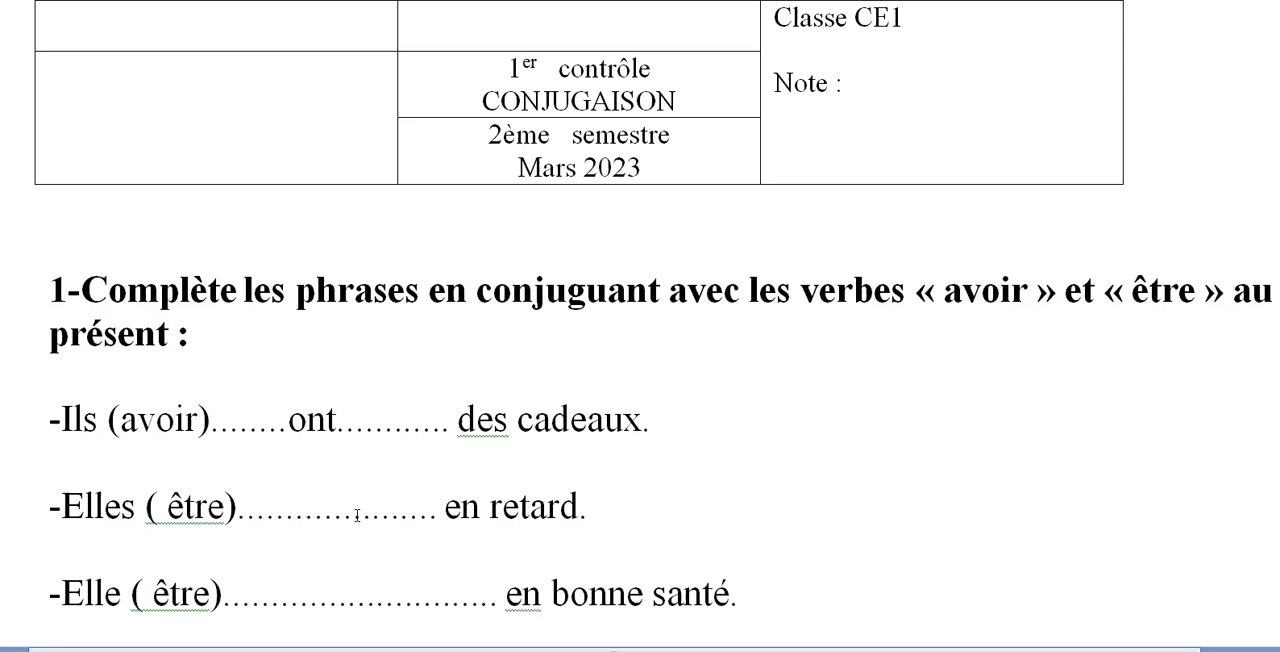 Classe CE1
Note :
1er contrôle
CONJUGAISON
2ème semestre
Mars 2023
1-Complète les phrases en conjuguant avec les verbes « avoir » et « être » au
présent :
-Ils (avoir)........ont............ des cadeaux.
-Elles ( être)..................... en retard.
-Elle ( être)............................. en bonne santé.